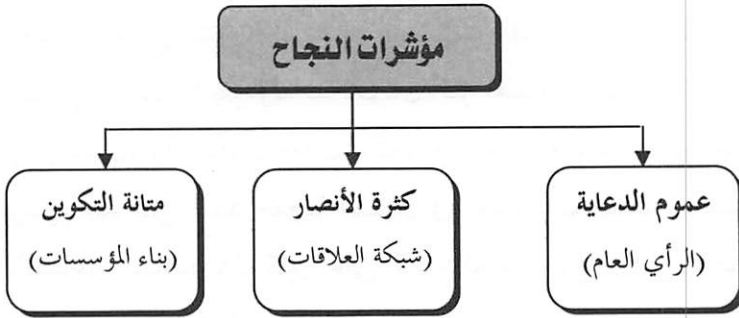 مؤشرات النجاح
عموم الدعاية
(الرأي العام)
كثرة الأنصار
(شبكة العلاقات)
متانة التكوين
(بناء المؤسسات)